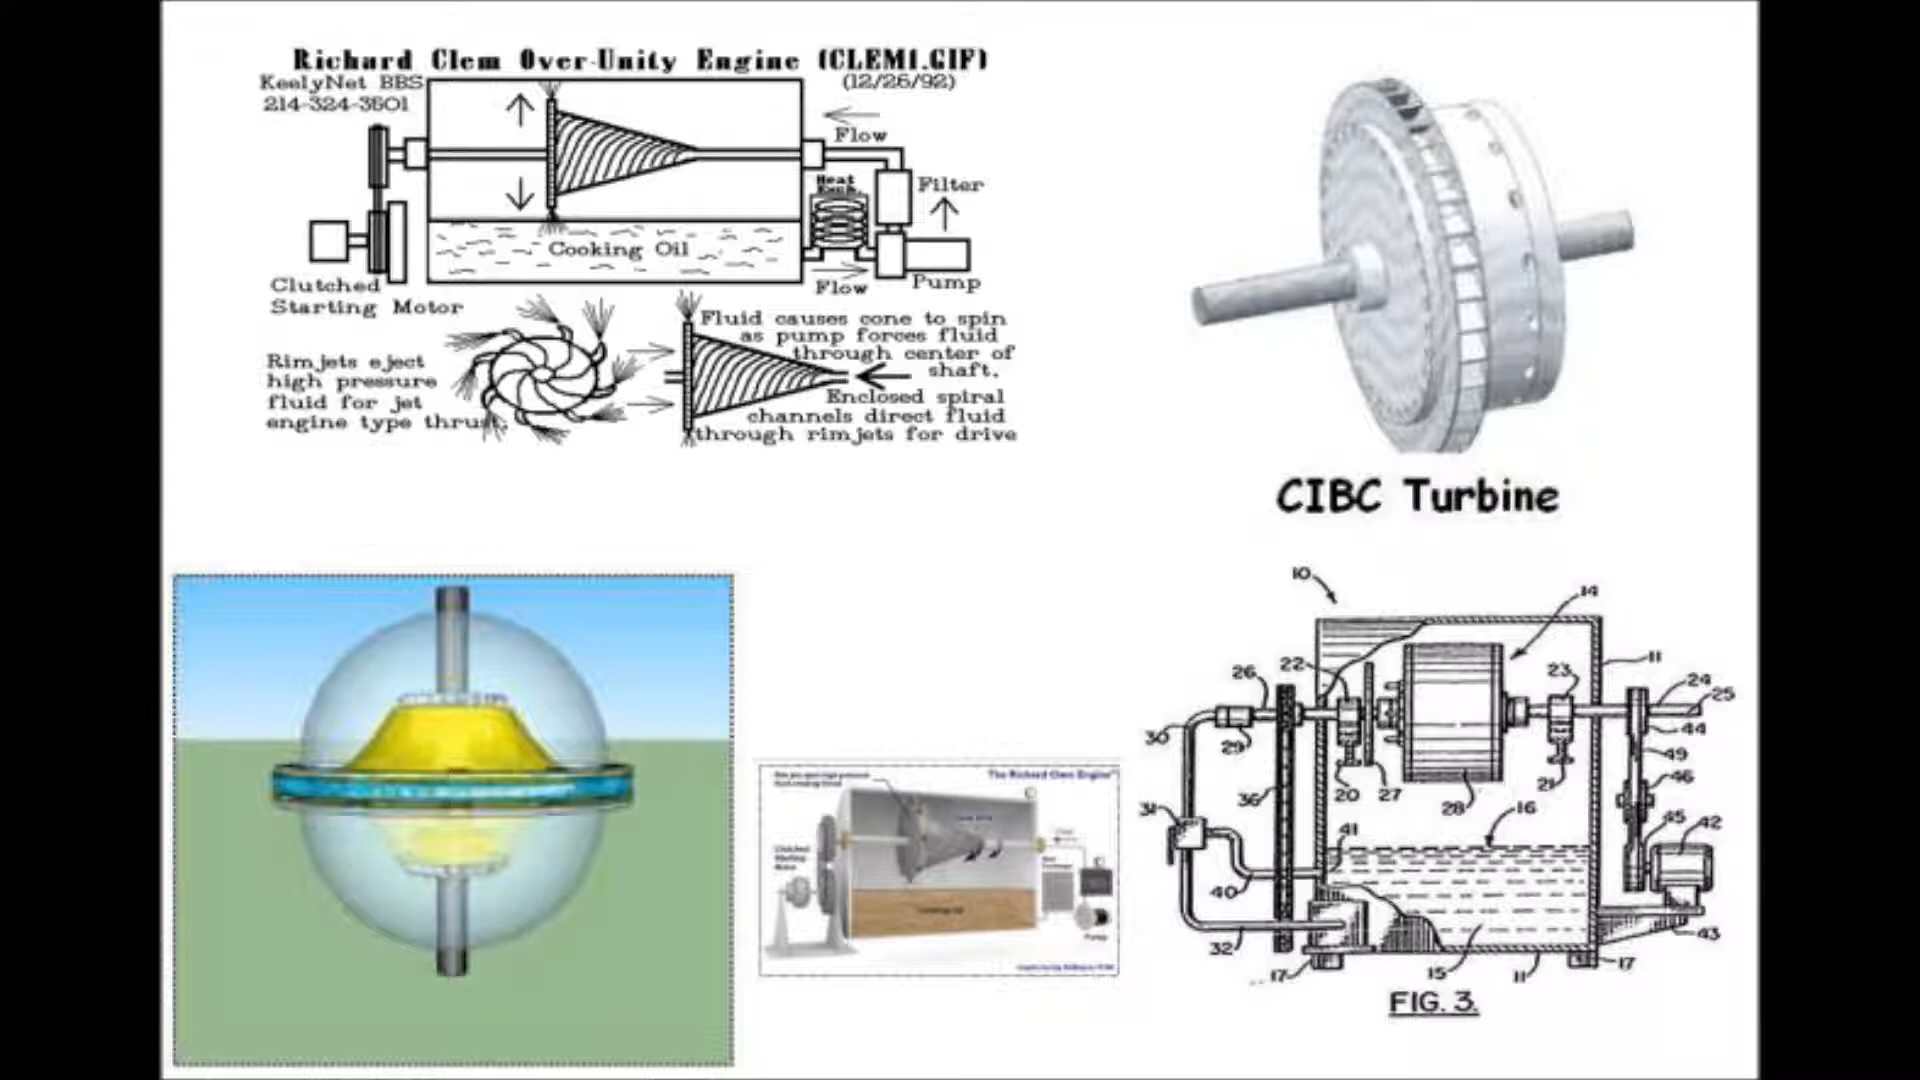 Richard Clem Over-Unity Engine (CLEM1.GIF)
KeelyNet BBS
(12/26/92)
214-324-3501
Flow
Heat
Exch.
Filter
Cooking Oil
Clutched
Starting Motor
Flow
Pump
Fluid causes cone to spin
as pump forces fluid
through center of
shaft.
Rimjets eject
high pressure
fluid for jet
engine type thrust.
Enclosed spiral
channels direct fluid
through rimjets for drive
CIBC Turbine
The Richard Clem Engine
Clutched
Starting
Motor
Cooking Oil
Pump
10
14
22
23
11
26
24
25
30
29
44
49
36
20
27
28
21
46
31
41
16
45
42
40
32
43
17
15
11
17
FIG. 3.